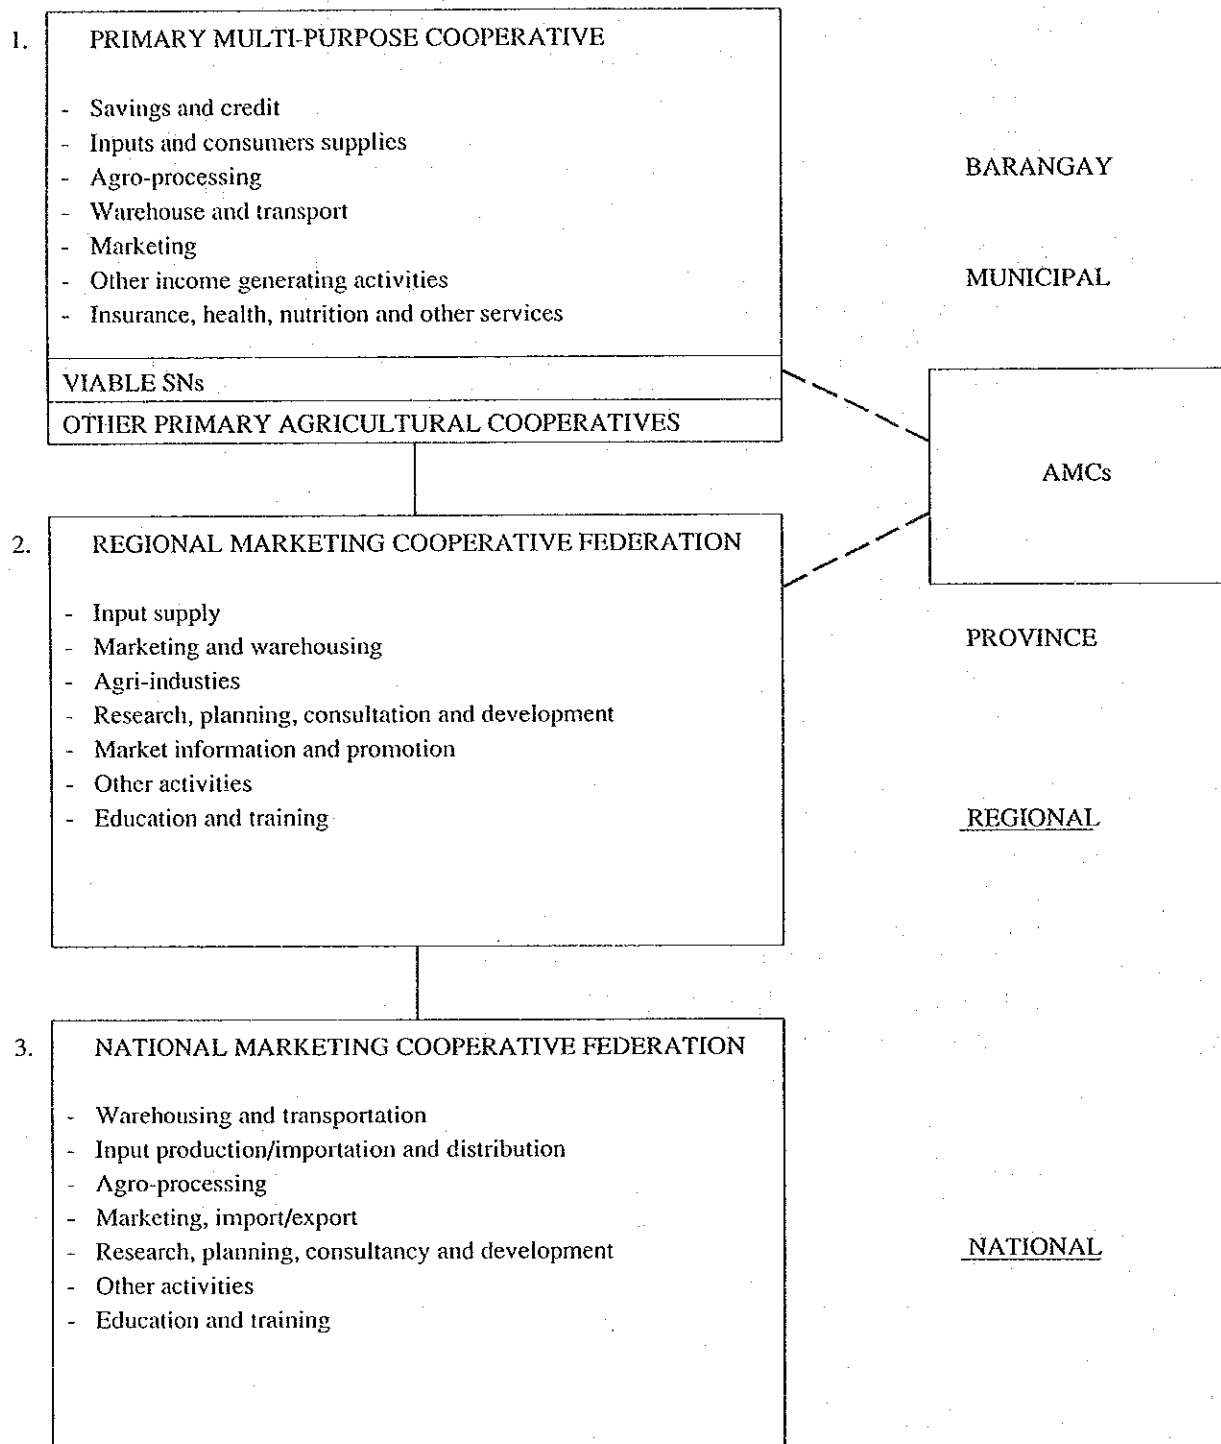 1. PRIMARY MULTI-PURPOSE COOPERATIVE
- Savings and credit
- Inputs and consumers supplies
- Agro-processing
- Warehouse and transport
- Marketing
- Other income generating activities
- Insurance, health, nutrition and other services
VIABLE SNs
OTHER PRIMARY AGRICULTURAL COOPERATIVES
BARANGAY
MUNICIPAL
AMCs
2. REGIONAL MARKETING COOPERATIVE FEDERATION
- Input supply
- Marketing and warehousing
- Agri-industies
- Research, planning, consultation and development
- Market information and promotion
- Other activities
- Education and training
PROVINCE
REGIONAL
3. NATIONAL MARKETING COOPERATIVE FEDERATION
- Warehousing and transportation
- Input production/importation and distribution
- Agro-processing
- Marketing, import/export
- Research, planning, consultancy and development
- Other activities
- Education and training
NATIONAL